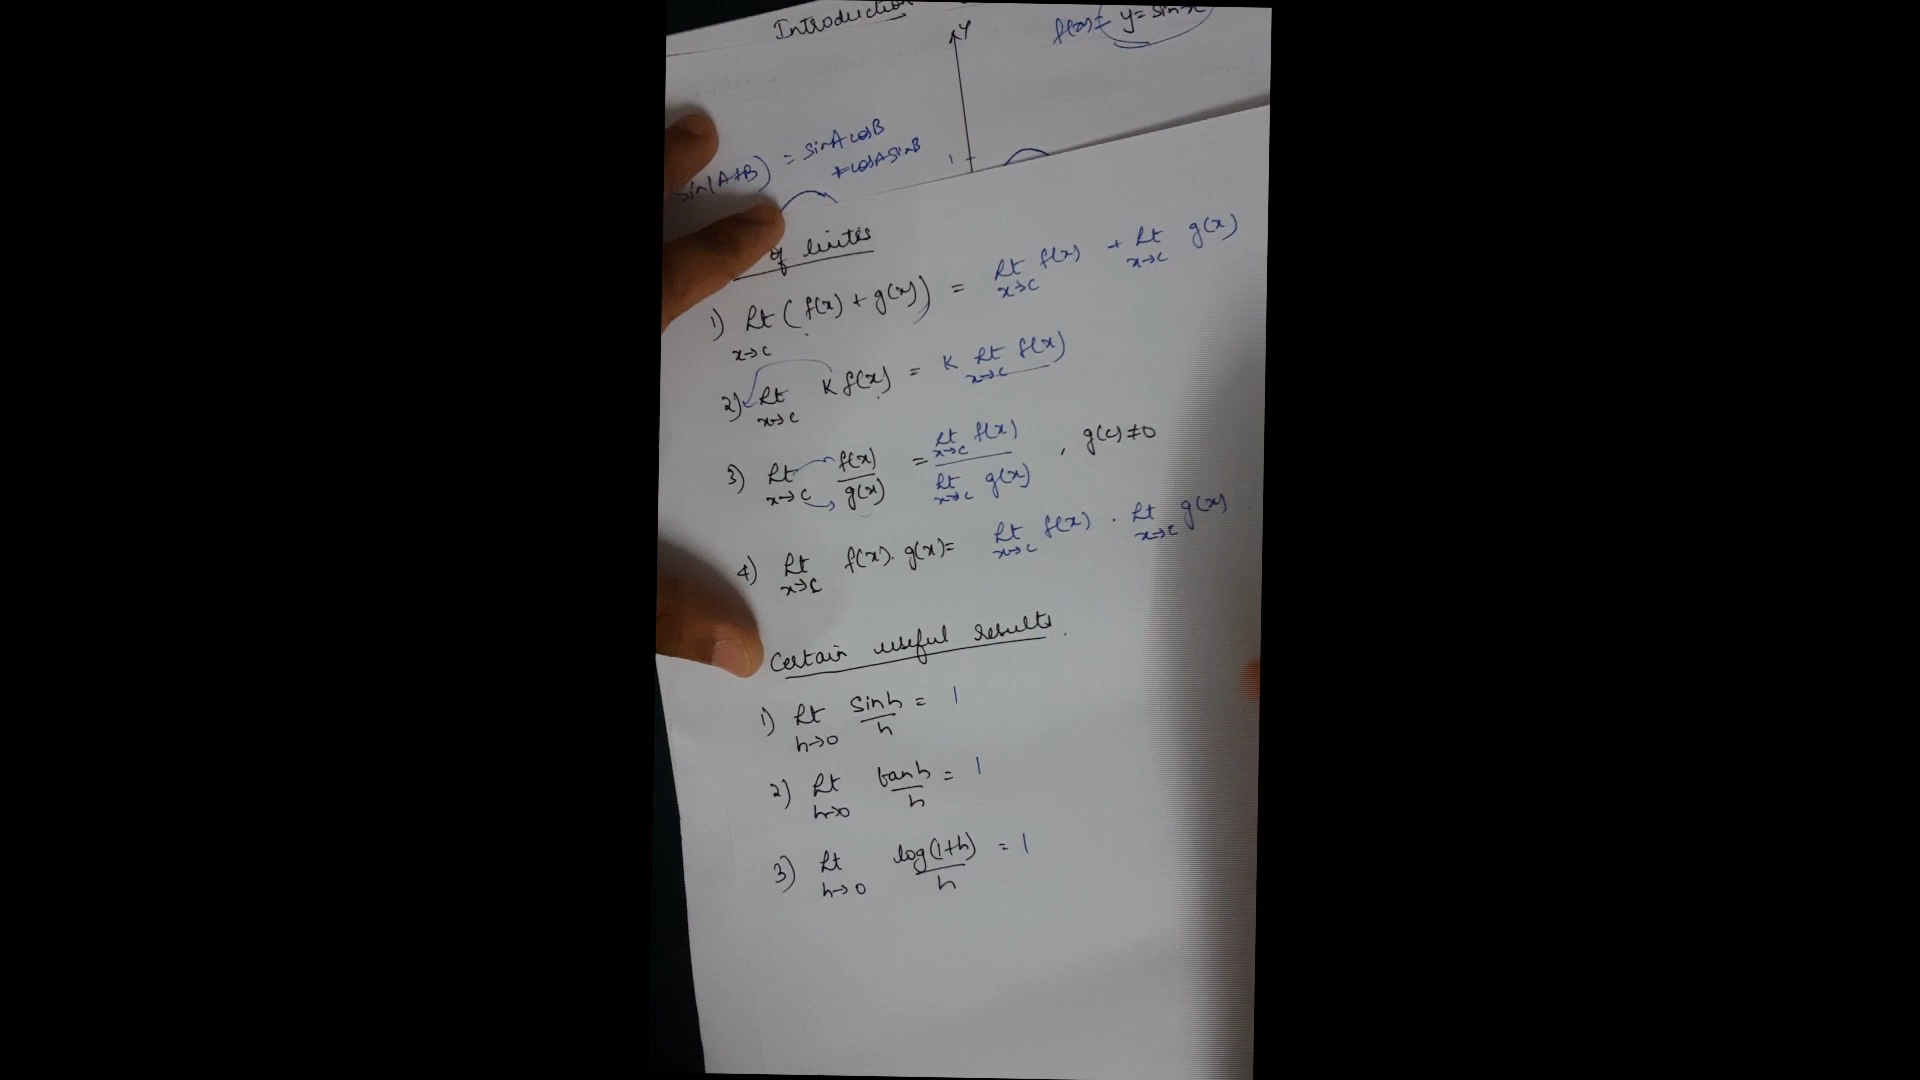 Introduction
f(x) = y = sin x
Y
sin(A+B) = sinA cosB
+ cosA sinB
1
of limits
1) Lt x→c (f(x) + g(x)) = Lt x→c f(x) + Lt x→c g(x)
2) Lt x→c K f(x) = K Lt x→c f(x)
3) Lt x→c f(x)/g(x) = Lt x→c f(x) / Lt x→c g(x) , g(c) ≠ 0
4) Lt x→c f(x). g(x) = Lt x→c f(x) . Lt x→c g(x)
Certain useful results.
1) Lt h→0 sinh/h = 1
2) Lt h→0 tanh/h = 1
3) Lt h→0 log(1+h)/h = 1